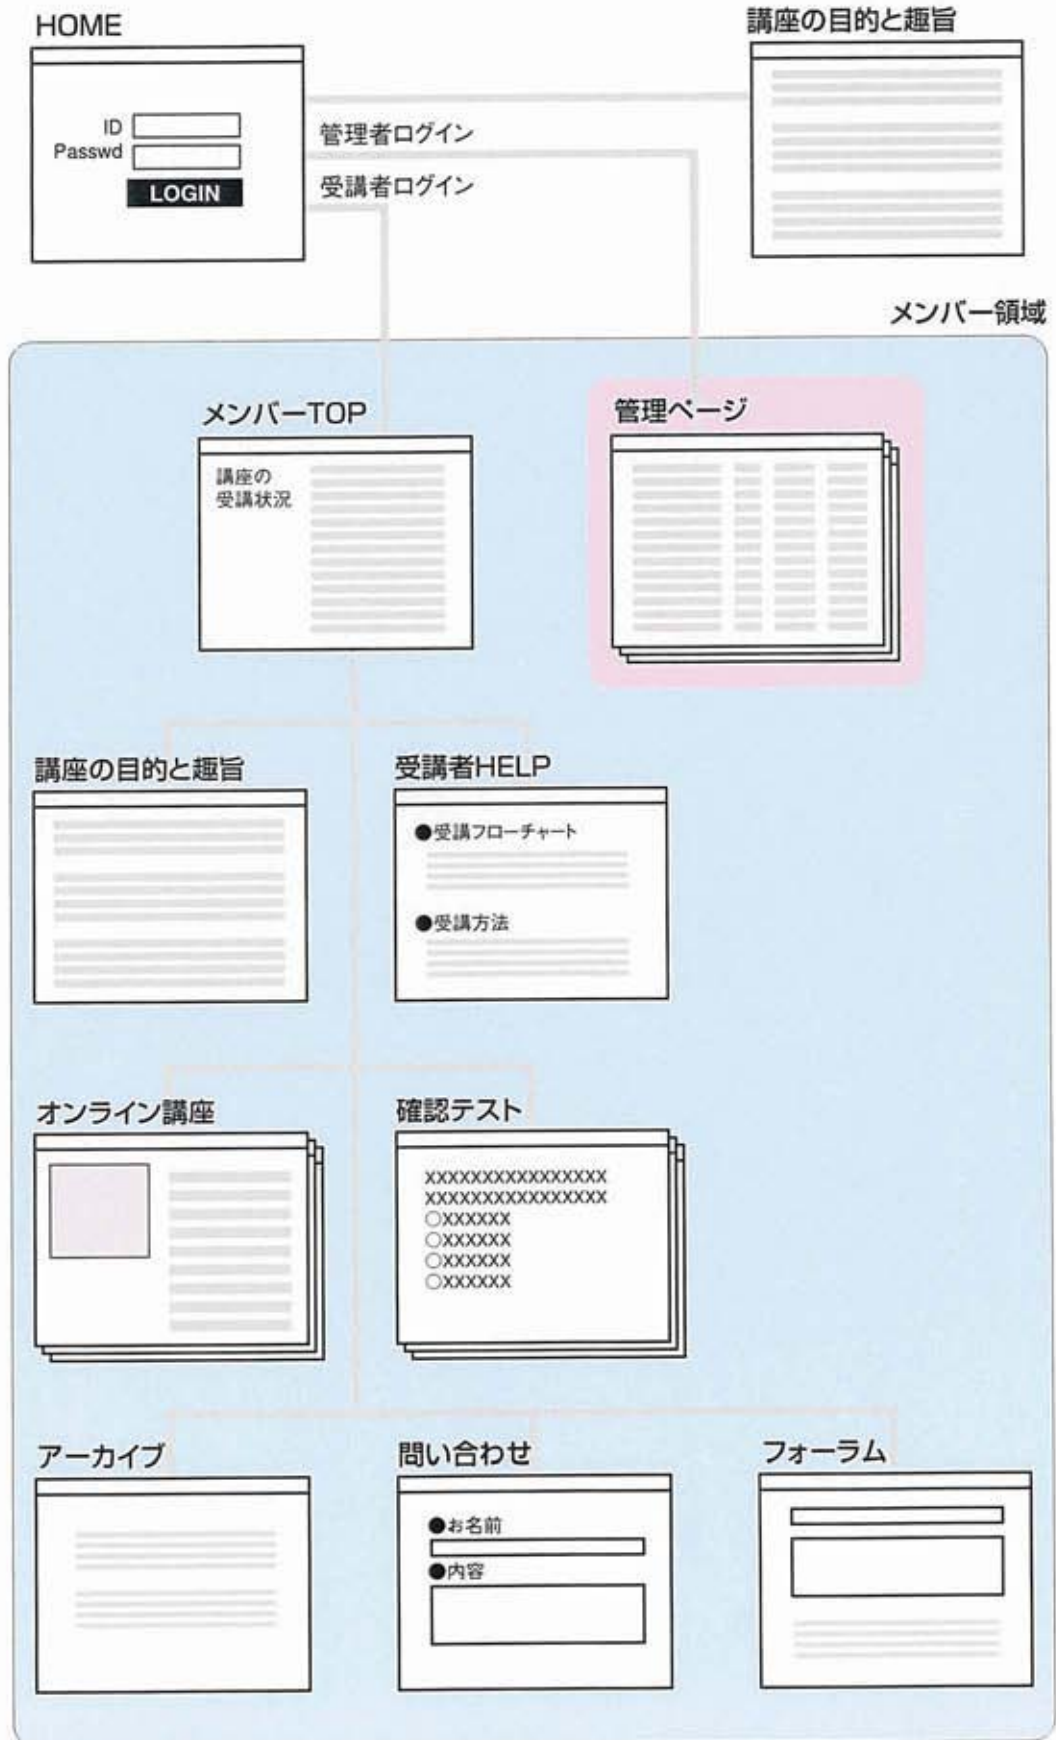 HOME
講座の目的と趣旨
ID
Passwd
LOGIN
管理者ログイン
受講者ログイン
メンバー領域
メンバーTOP
講座の
受講状況
管理ページ
講座の目的と趣旨
受講者HELP
●受講フローチャート
●受講方法
オンライン講座
確認テスト
XXXXXXXXXXXXXXXX
XXXXXXXXXXXXXXXX
○XXXXXX
○XXXXXX
○XXXXXX
○XXXXXX
アーカイブ
問い合わせ
●お名前
●内容
フォーラム